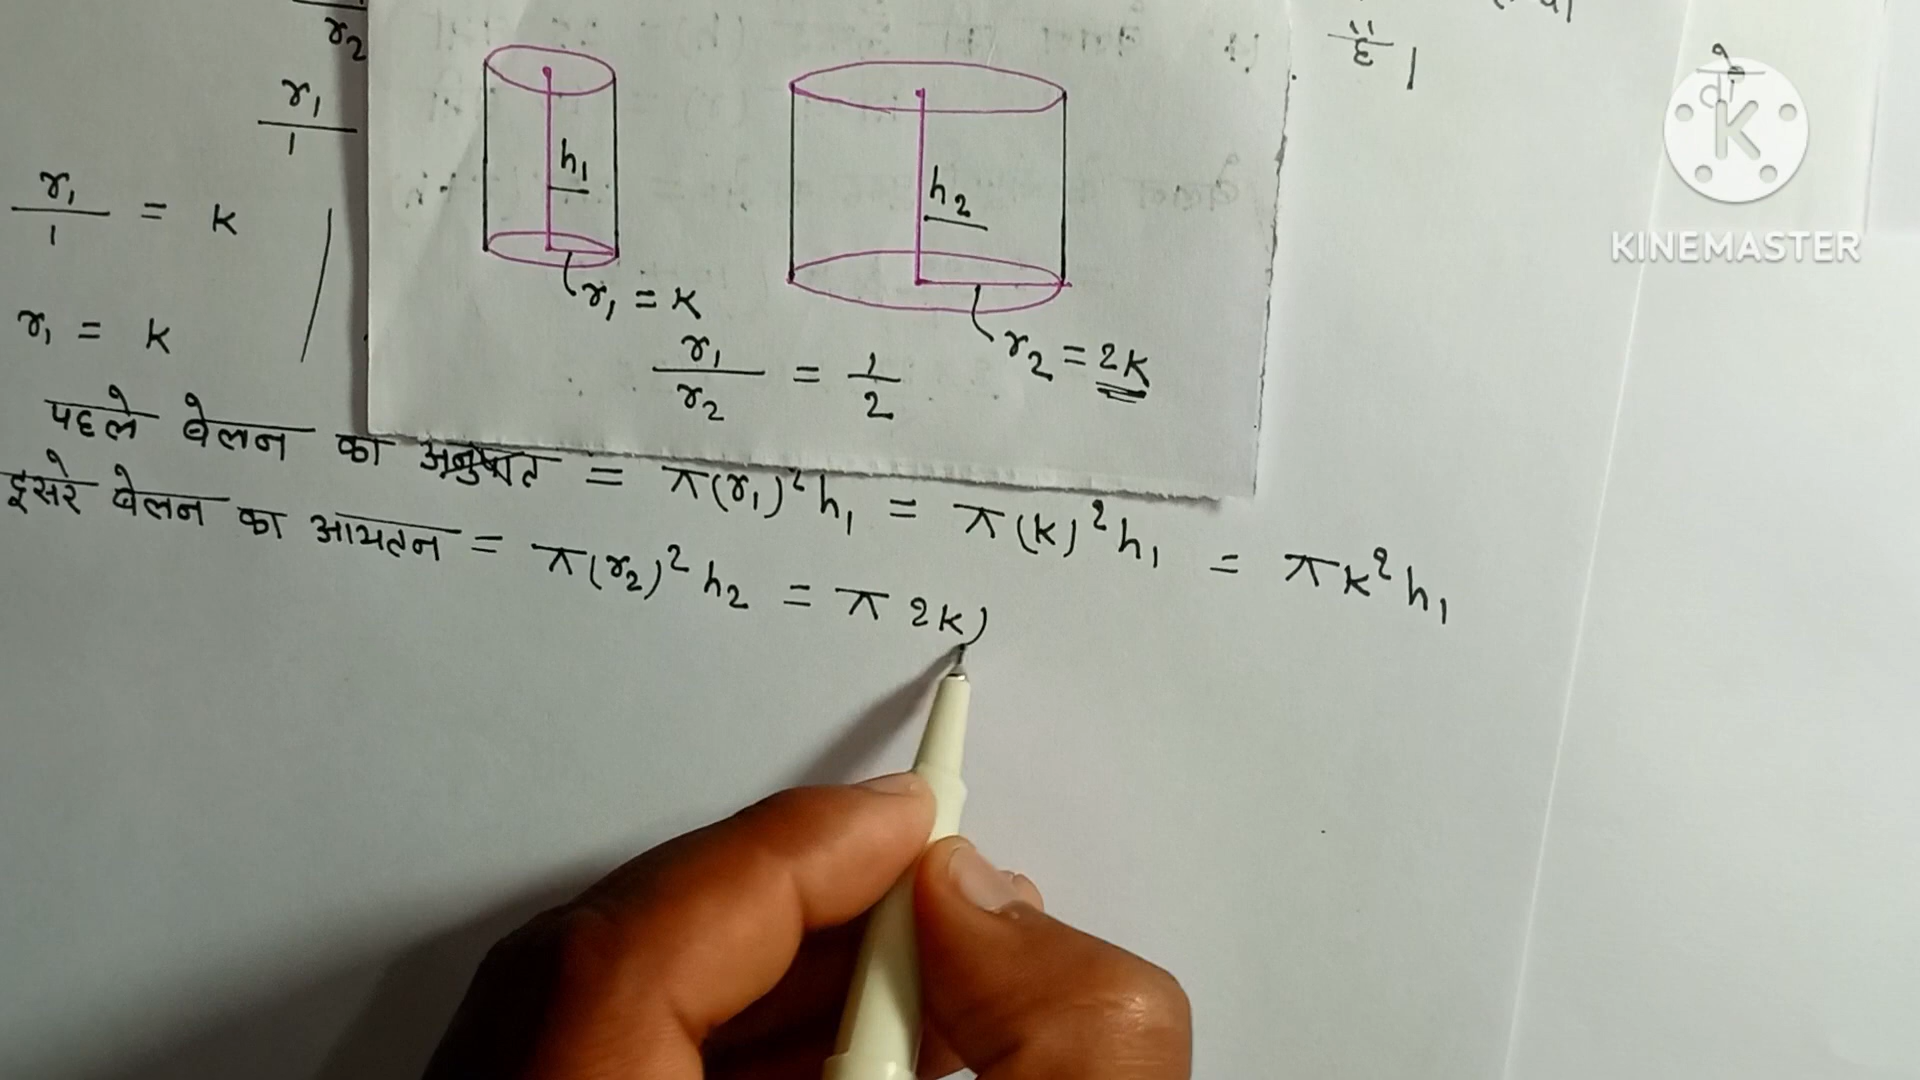 r₂
r₁
1
r₁/1 = K
r₁ = K
h₁
h₂
r₁ = K
r₂ = 2K
r₁/r₂ = 1/2
पहले बेलन का अनुपात = π(r₁)²h₁ = π(K)²h₁ = πK²h₁
दूसरे बेलन का आयतन = π(r₂)²h₂ = π 2K)
K
KINEMASTER